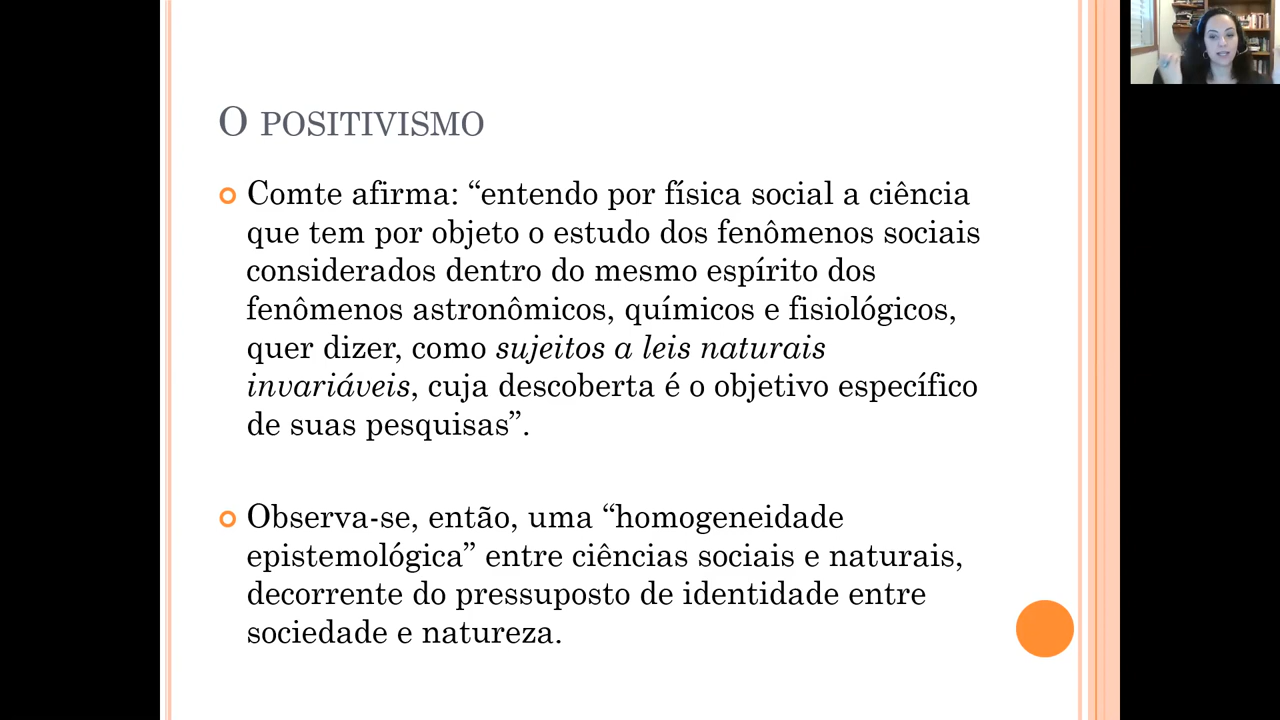 O POSITIVISMO
Comte afirma: “entendo por física social a ciência
que tem por objeto o estudo dos fenômenos sociais
considerados dentro do mesmo espírito dos
fenômenos astronômicos, químicos e fisiológicos,
quer dizer, como sujeitos a leis naturais
invariáveis, cuja descoberta é o objetivo específico
de suas pesquisas”.
Observa-se, então, uma “homogeneidade
epistemológica” entre ciências sociais e naturais,
decorrente do pressuposto de identidade entre
sociedade e natureza.